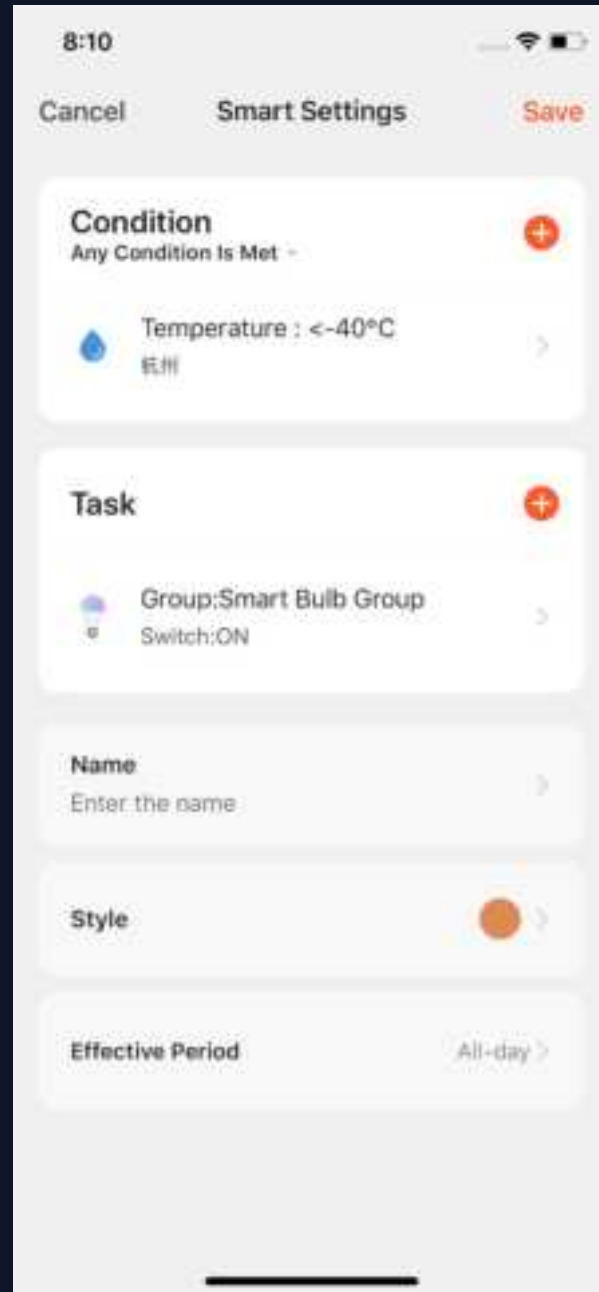 8:10
Cancel
Smart Settings
Save
Condition
Any Condition Is Met
Temperature : <-40°C
杭州
Task
Group:Smart Bulb Group
Switch:ON
Name
Enter the name
Style
Effective Period
All-day